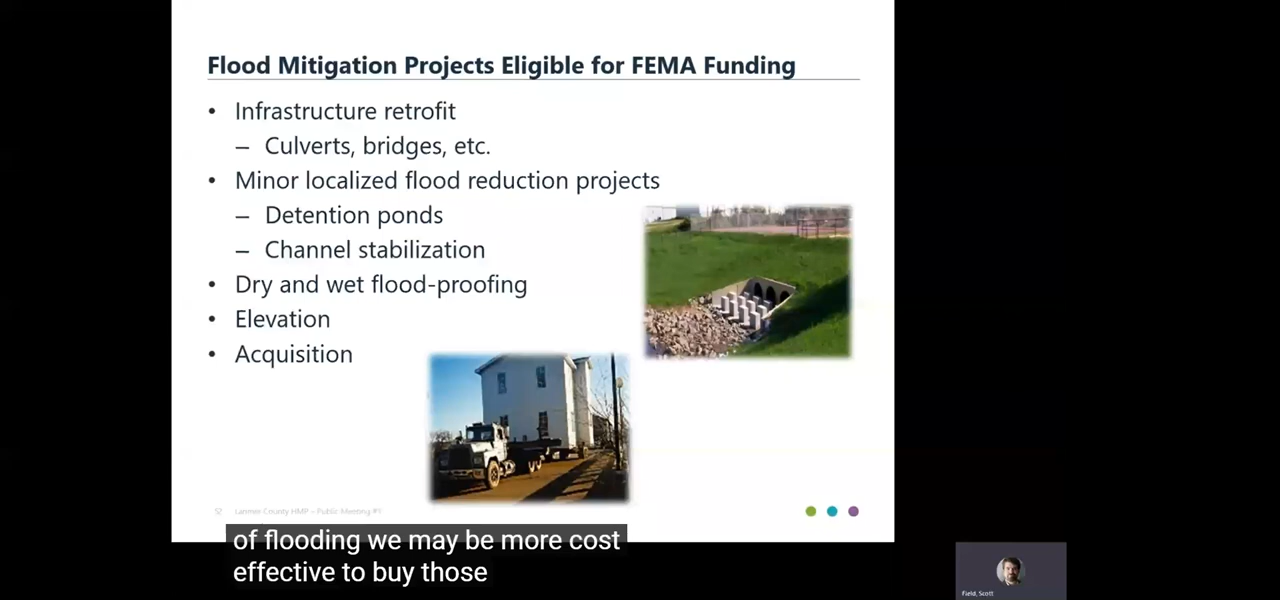 Flood Mitigation Projects Eligible for FEMA Funding
• Infrastructure retrofit
– Culverts, bridges, etc.
• Minor localized flood reduction projects
– Detention ponds
– Channel stabilization
• Dry and wet flood-proofing
• Elevation
• Acquisition
52 Laramie County HMP – Public Meeting #1
of flooding we may be more cost
effective to buy those
Field, Scott